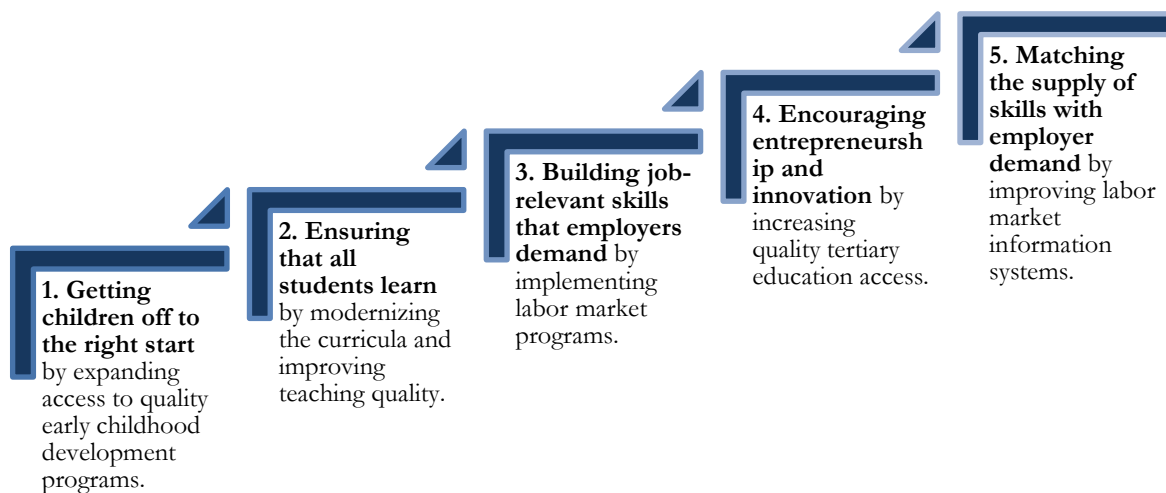 1. Getting
children off to
the right start
by expanding
access to quality
early childhood
development
programs.
2. Ensuring
that all
students learn
by modernizing
the curricula and
improving
teaching quality.
3. Building job-
relevant skills
that employers
demand by
implementing
labor market
programs.
4. Encouraging
entrepreneursh
ip and
innovation by
increasing
quality tertiary
education access.
5. Matching
the supply of
skills with
employer
demand by
improving labor
market
information
systems.